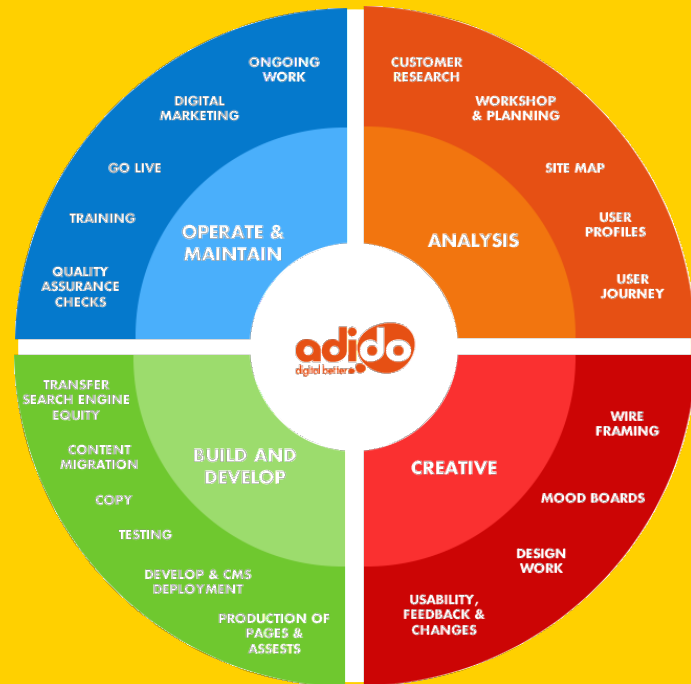 ONGOING
WORK
DIGITAL
MARKETING
GO LIVE
TRAINING
QUALITY
ASSURANCE
CHECKS
OPERATE &
MAINTAIN
CUSTOMER
RESEARCH
WORKSHOP
& PLANNING
SITE MAP
USER
PROFILES
USER
JOURNEY
ANALYSIS
adido
digital better
TRANSFER
SEARCH ENGINE
EQUITY
CONTENT
MIGRATION
COPY
TESTING
DEVELOP & CMS
DEPLOYMENT
PRODUCTION OF
PAGES &
ASSESTS
BUILD AND
DEVELOP
WIRE
FRAMING
MOOD BOARDS
DESIGN
WORK
USABILITY,
FEEDBACK &
CHANGES
CREATIVE